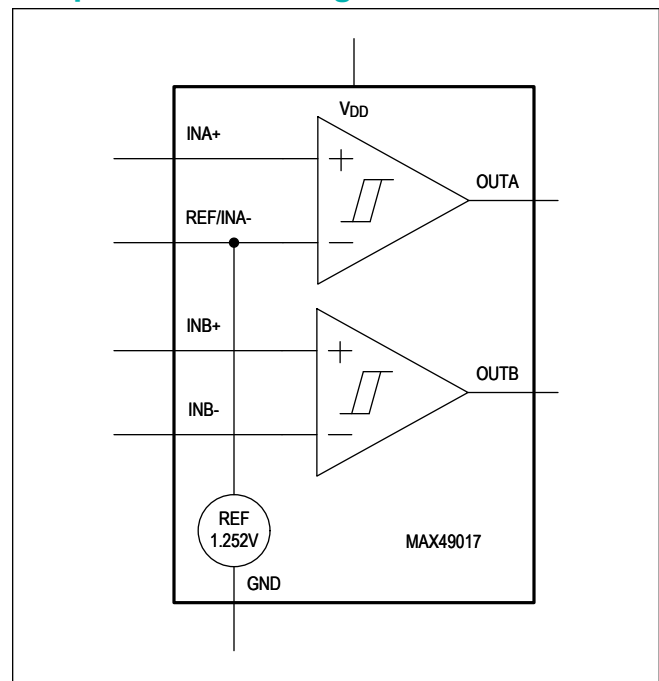 VDD
INA+
+
OUTA
REF/INA-
−
INB+
+
OUTB
INB-
−
REF
1.252V
MAX49017
GND